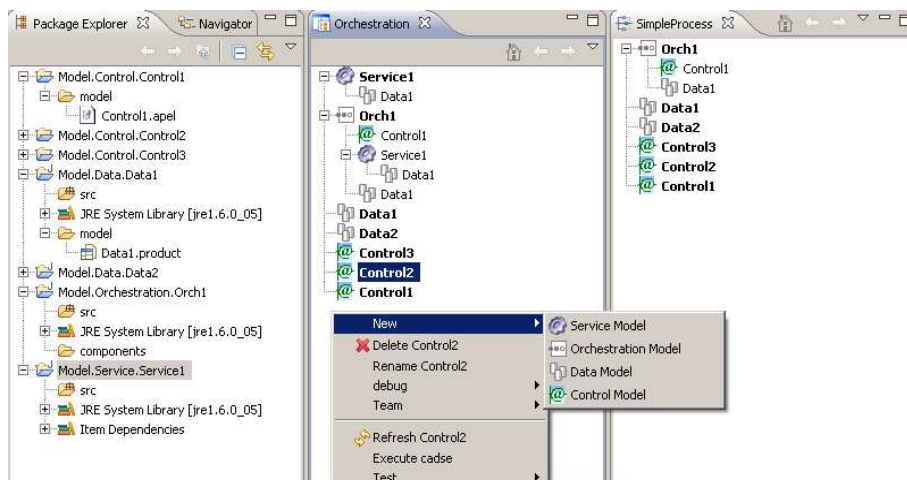 Package Explorer
Navigator
Model.Control.Control1
model
Control1.apel
Model.Control.Control2
Model.Control.Control3
Model.Data.Data1
src
JRE System Library [jre1.6.0_05]
model
Data1.product
Model.Data.Data2
Model.Orchestration.Orch1
src
JRE System Library [jre1.6.0_05]
components
Model.Service.Service1
src
JRE System Library [jre1.6.0_05]
Item Dependencies
Orchestration
Service1
Data1
Orch1
Control1
Service1
Data1
Data1
Data1
Data2
Control3
Control2
Control1
New
Delete Control2
Rename Control2
debug
Team
Refresh Control2
Execute cadse
Test
Service Model
Orchestration Model
Data Model
Control Model
SimpleProcess
Orch1
Control1
Data1
Data1
Data2
Control3
Control2
Control1